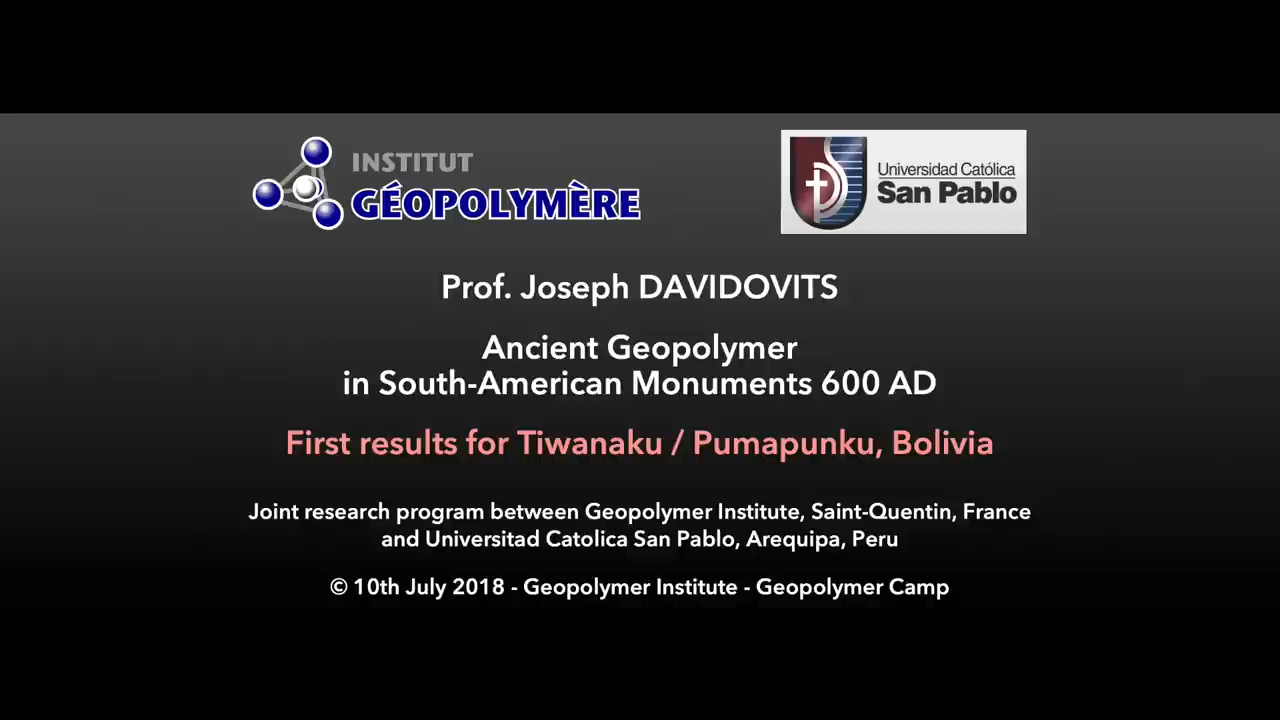 INSTITUT
GÉOPOLYMÈRE
Universidad Católica
San Pablo
Prof. Joseph DAVIDOVITS
Ancient Geopolymer
in South-American Monuments 600 AD
First results for Tiwanaku / Pumapunku, Bolivia
Joint research program between Geopolymer Institute, Saint-Quentin, France
and Universitad Catolica San Pablo, Arequipa, Peru
© 10th July 2018 - Geopolymer Institute - Geopolymer Camp